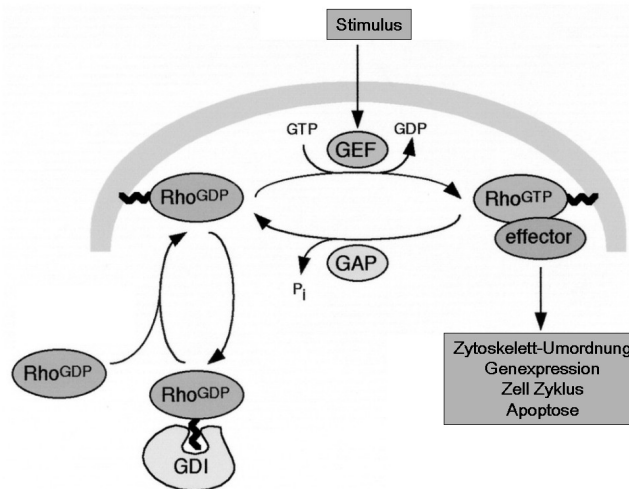 Stimulus
GTP
GEF
GDP
RhoGDP
RhoGTP
effector
GAP
Pi
Zytoskelett-Umordnung
Genexpression
Zell Zyklus
Apoptose
RhoGDP
RhoGDP
GDI